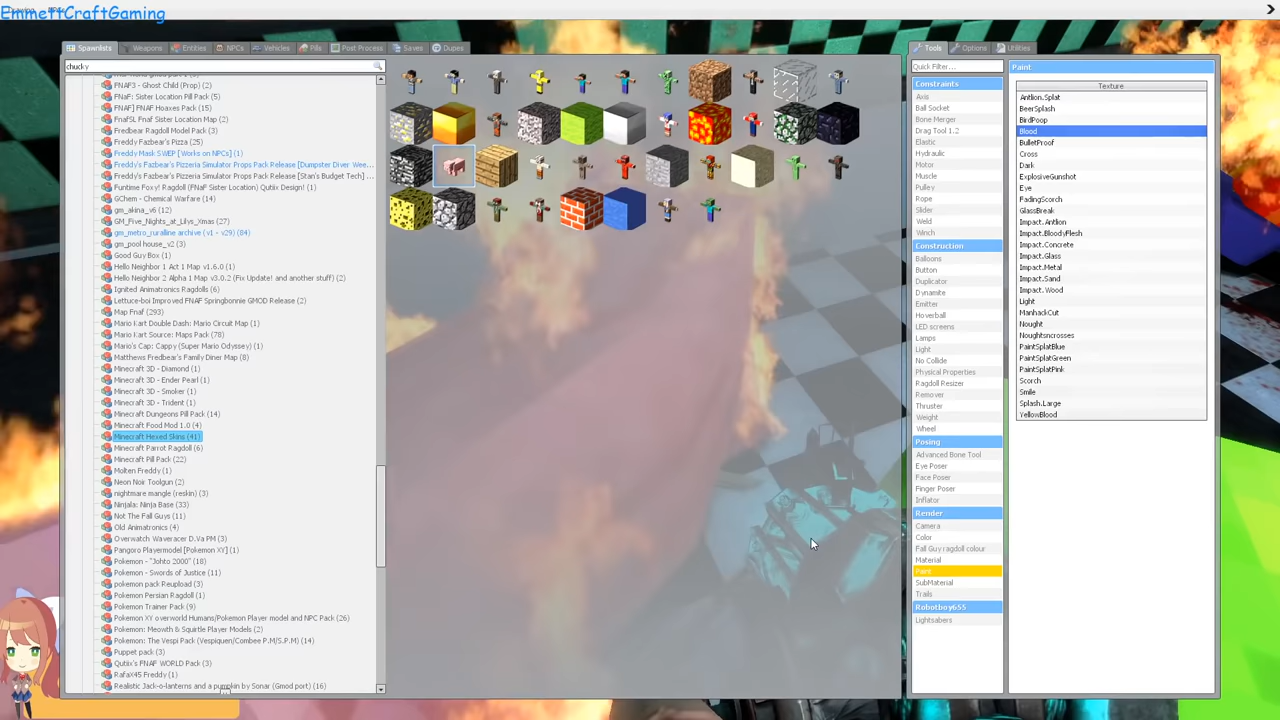 EmmettCraftGaming
Spawnlists
Weapons
Entities
NPCs
Vehicles
Pills
Post Process
Saves
Dupes
chucky
FNAF3 - Ghost Child (Prop) (2)
FNaF: Sister Location Pill Pack (5)
FNAF] FNAF Hoaxes Pack (15)
FnafSL Fnaf Sister Location Map (2)
Fredbear Ragdoll Model Pack (3)
Freddy Fazbear's Pizza (25)
Freddy Mask SWEP [Works on NPCs] (1)
Freddy's Fazbear's Pizzeria Simulator Props Pack Release [Dumpster Diver Wee...
Freddy's Fazbear's Pizzeria Simulator Props Pack Release [Stan's Budget Tech] ...
Funtime Foxy! Ragdoll (FNaF Sister Location) Qutiix Design! (1)
GChem - Chemical Warfare (14)
gm_akina_v6 (12)
GM_Five_Nights_at_Lilys_Xmas (27)
gm_metro_ruralline archive (v1 - v29) (84)
gm_pool house_v2 (3)
Good Guy Box (1)
Hello Neighbor 1 Act 1 Map v1.6.0 (1)
Hello Neighbor 2 Alpha 1 Map v3.0.2 (Fix Update! and another stuff) (2)
Ignited Animatronics Ragdolls (6)
Lettuce-boi Improved FNAF Springbonnie GMOD Release (2)
Map Fnaf (293)
Mario Kart Double Dash: Mario Circuit Map (1)
Mario Kart Source: Maps Pack (78)
Mario's Cap: Cappy (Super Mario Odyssey) (1)
Matthews Fredbear's Family Diner Map (8)
Minecraft 3D - Diamond (1)
Minecraft 3D - Ender Pearl (1)
Minecraft 3D - Smoker (1)
Minecraft 3D - Trident (1)
Minecraft Dungeons Pill Pack (14)
Minecraft Food Mod 1.0 (4)
Minecraft Hexed Skins (41)
Minecraft Parrot Ragdoll (6)
Minecraft Pill Pack (22)
Molten Freddy (1)
Neon Noir Toolgun (2)
nightmare mangle (reskin) (3)
Ninjala: Ninja Base (33)
Not The Fall Guys (11)
Old Animatronics (4)
Overwatch Waveracer D.Va PM (3)
Pangoro Playermodel [Pokemon XY] (1)
Pokemon - "Johto 2000" (18)
Pokemon - Swords of Justice (11)
pokemon pack Reupload (3)
Pokemon Persian Ragdoll (1)
Pokemon Trainer Pack (9)
Pokemon XY overworld Humans/Pokemon Player model and NPC Pack (26)
Pokemon: Meowth & Squirtle Player Models (2)
Pokemon: The Vespi Pack (Vespiquen/Combee P.M/S.P.M) (14)
Puppet pack (3)
Qutiix's FNAF WORLD Pack (3)
RafaX45 Freddy (1)
Realistic Jack-o-lanterns and a pumpkin by Sonar (Gmod port) (16)
Tools
Options
Utilities
Quick Filter...
Constraints
Axis
Ball Socket
Bone Merger
Drag Tool 1.2
Elastic
Hydraulic
Motor
Muscle
Pulley
Rope
Slider
Weld
Winch
Construction
Balloons
Button
Duplicator
Dynamite
Emitter
Hoverball
LED screens
Lamps
Light
No Collide
Physical Properties
Ragdoll Resizer
Remover
Thruster
Weight
Wheel
Posing
Advanced Bone Tool
Eye Poser
Face Poser
Finger Poser
Inflator
Render
Camera
Color
Fall Guy ragdoll colour
Material
Paint
SubMaterial
Trails
Robotboy655
Lightsabers
Paint
Texture
Antlion.Splat
BeerSplash
BirdPoop
Blood
BulletProof
Cross
Dark
ExplosiveGunshot
Eye
FadingScorch
GlassBreak
Impact.Antlion
Impact.BloodyFlesh
Impact.Concrete
Impact.Glass
Impact.Metal
Impact.Sand
Impact.Wood
Light
ManhackCut
Nought
Noughtsncrosses
PaintSplatBlue
PaintSplatGreen
PaintSplatPink
Scorch
Smile
Splash.Large
YellowBlood